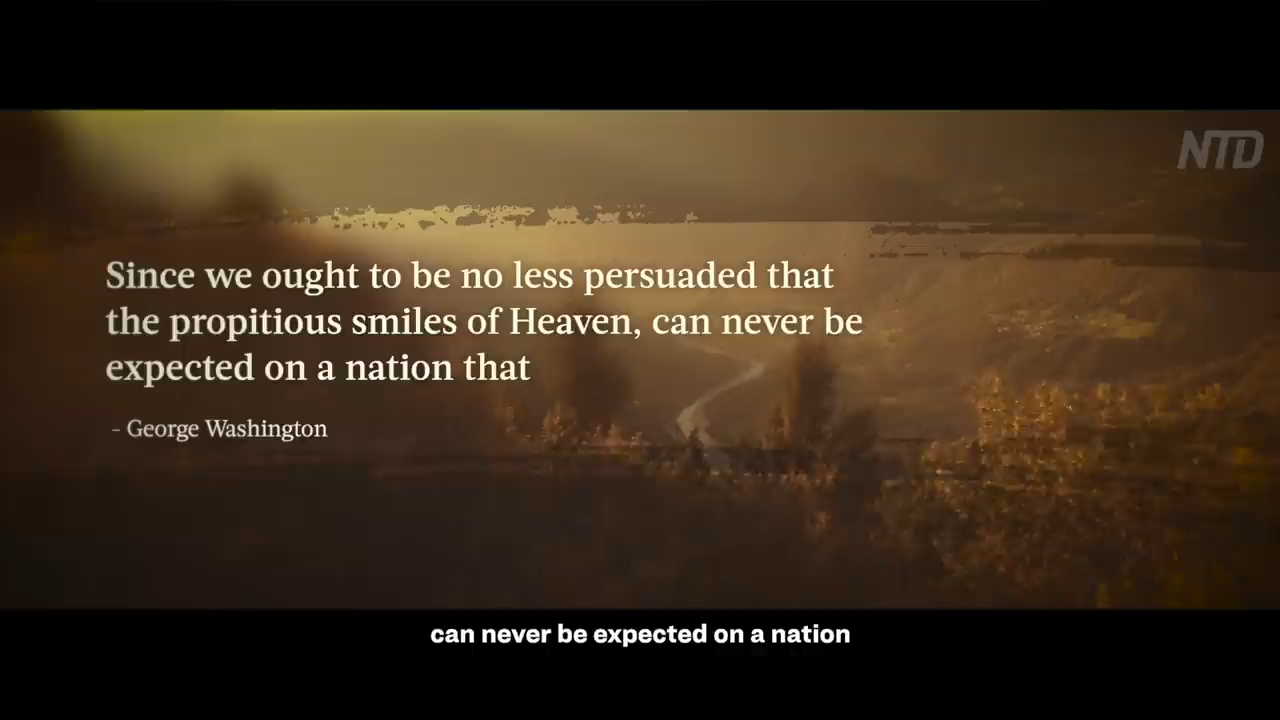 NTD
Since we ought to be no less persuaded that
the propitious smiles of Heaven, can never be
expected on a nation that
- George Washington
can never be expected on a nation